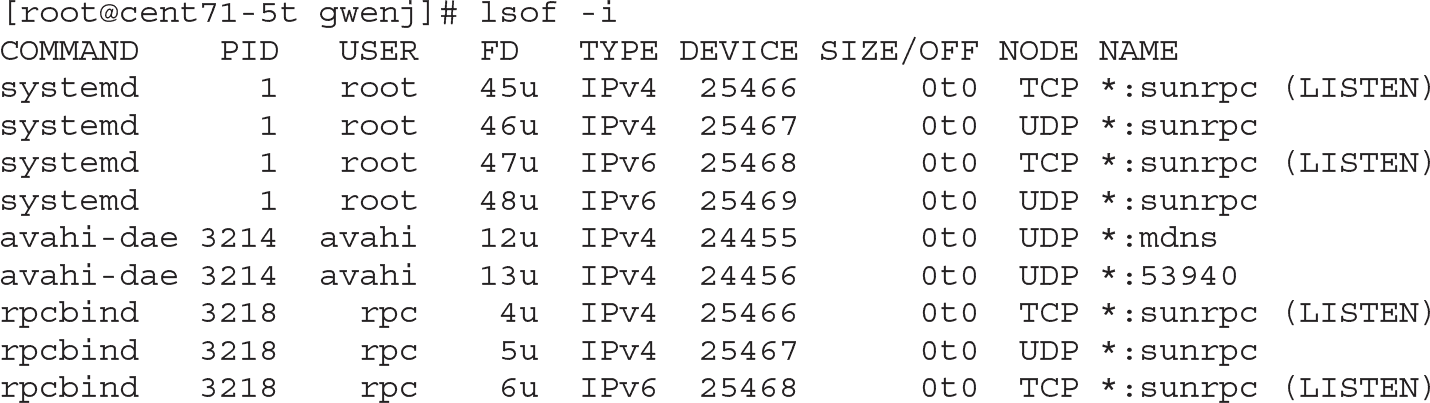 [root@cent71-5t gwenj]# lsof -i
COMMAND    PID   USER   FD   TYPE DEVICE SIZE/OFF NODE NAME
systemd      1   root   45u  IPv4  25466      0t0  TCP *:sunrpc (LISTEN)
systemd      1   root   46u  IPv4  25467      0t0  UDP *:sunrpc
systemd      1   root   47u  IPv6  25468      0t0  TCP *:sunrpc (LISTEN)
systemd      1   root   48u  IPv6  25469      0t0  UDP *:sunrpc
avahi-dae 3214  avahi   12u  IPv4  24455      0t0  UDP *:mdns
avahi-dae 3214  avahi   13u  IPv4  24456      0t0  UDP *:53940
rpcbind   3218    rpc    4u  IPv4  25466      0t0  TCP *:sunrpc (LISTEN)
rpcbind   3218    rpc    5u  IPv4  25467      0t0  UDP *:sunrpc
rpcbind   3218    rpc    6u  IPv6  25468      0t0  TCP *:sunrpc (LISTEN)